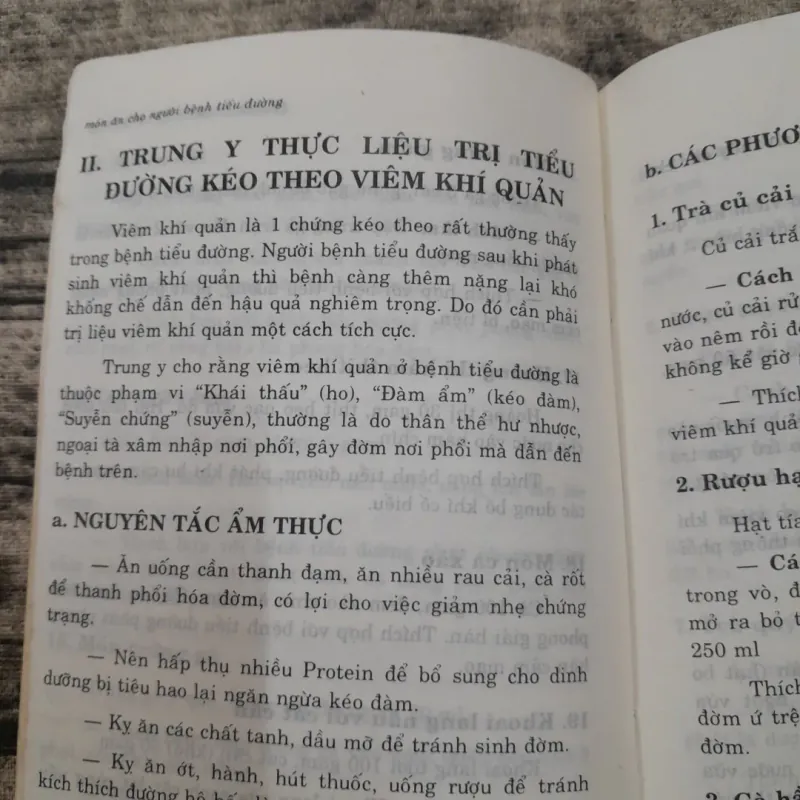 món ăn cho người bệnh tiểu đường
II. TRUNG Y THỰC LIỆU TRỊ TIỂU
ĐƯỜNG KÉO THEO VIÊM KHÍ QUẢN
Viêm khí quản là 1 chứng kéo theo rất thường thấy
trong bệnh tiểu đường. Người bệnh tiểu đường sau khi phát
sinh viêm khí quản thì bệnh càng thêm nặng lại khó
khống chế dẫn đến hậu quả nghiêm trọng. Do đó cần phải
trị liệu viêm khí quản một cách tích cực.
Trung y cho rằng viêm khí quản ở bệnh tiểu đường là
thuộc phạm vi “Khái thấu” (ho), “Đàm ẩm” (kéo đàm),
“Suyễn chứng” (suyễn), thường là do thân thể hư nhược,
ngoại tà xâm nhập nơi phổi, gây đờm nơi phổi mà dẫn đến
bệnh trên.
a. NGUYÊN TẮC ẨM THỰC
— Ăn uống cần thanh đạm, ăn nhiều rau cải, cà rốt
để thanh phổi hóa đờm, có lợi cho việc giảm nhẹ chứng
trạng.
— Nên hấp thụ nhiều Protein để bổ sung cho dinh
dưỡng bị tiêu hao lại ngăn ngừa kéo đàm.
— Kỵ ăn các chất tanh, dầu mỡ để tránh sinh đờm.
— Kỵ ăn ớt, hành, hút thuốc, uống rượu để tránh
kích thích đường hô
b. CÁC
1. Trà củ cải
Củ cải
— Cách
nước, củ cải
vào nêm rồi
không kể giờ
—
viêm khí
2. Rượu
Hạt
—
trong vò,
mở ra bỏ
250 ml
Thích
đờm ứ
đờm.